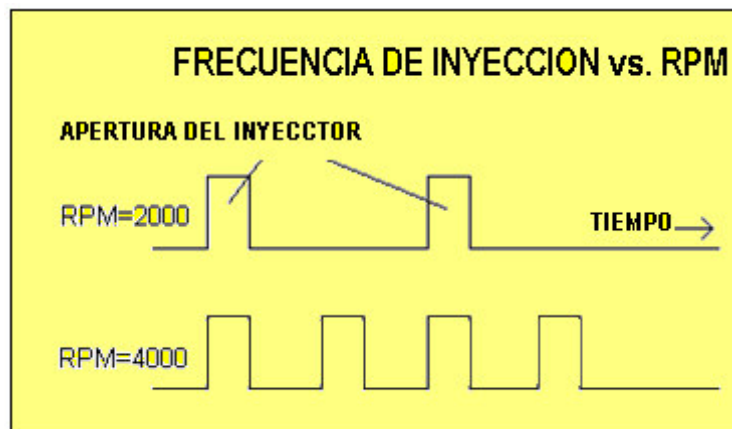 FRECUENCIA DE INYECCION vs. RPM
APERTURA DEL INYECCTOR
RPM=2000
TIEMPO
RPM=4000